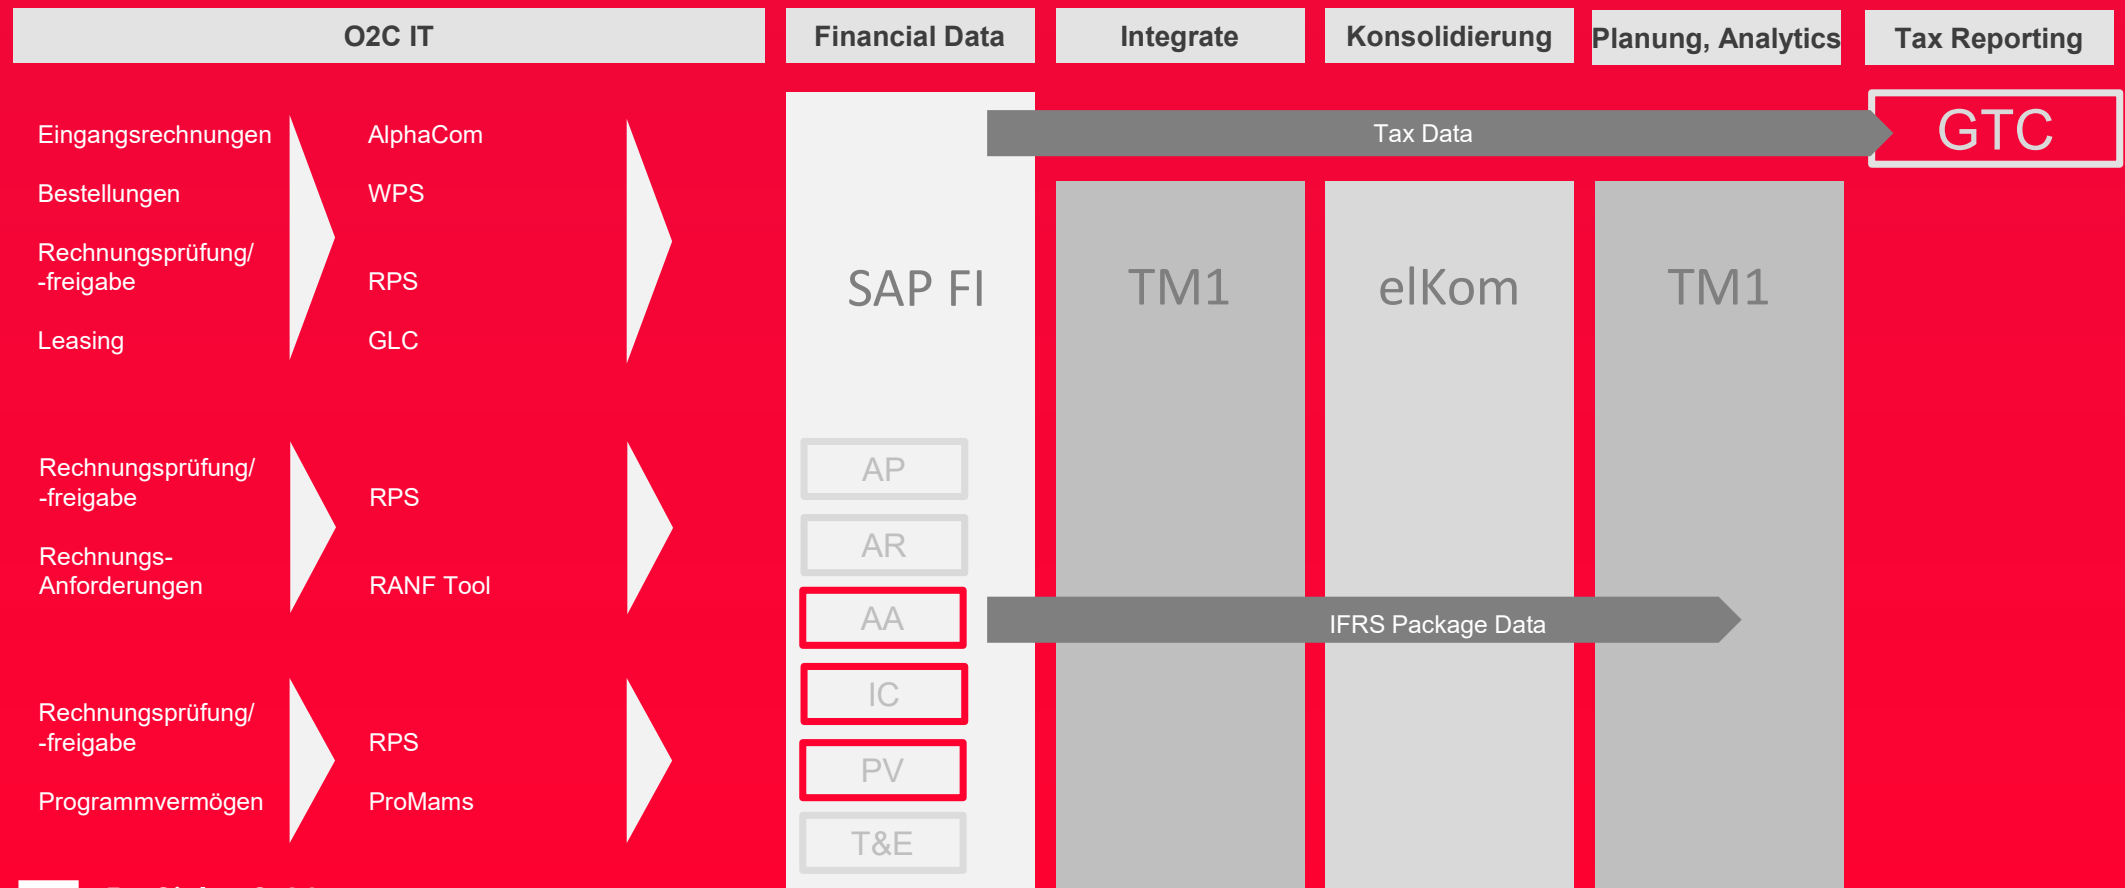 O2C IT
Financial Data
Integrate
Konsolidierung
Planung, Analytics
Tax Reporting
Eingangsrechnungen
Bestellungen
Rechnungsprüfung/
-freigabe
Leasing
AlphaCom
WPS
RPS
GLC
Rechnungsprüfung/
-freigabe
Rechnungs-
Anforderungen
RPS
RANF Tool
Rechnungsprüfung/
-freigabe
Programmvermögen
RPS
ProMams
SAP FI
AP
AR
AA
IC
PV
T&E
Tax Data
GTC
TM1
elKom
TM1
IFRS Package Data